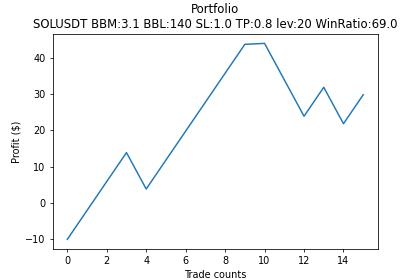 Portfolio
SOLUSDT BBM:3.1 BBL:140 SL:1.0 TP:0.8 lev:20 WinRatio:69.0
40
30
20
10
0
−10
Profit ($)
0 2 4 6 8 10 12 14
Trade counts